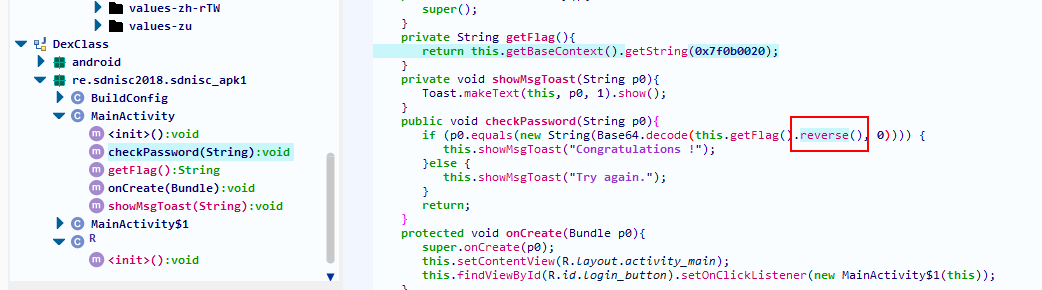 values-zh-rTW
values-zu
DexClass
android
re.sdnisc2018.sdnisc_apk1
C BuildConfig
C MainActivity
m <init>():void
m checkPassword(String):void
m getFlag():String
m onCreate(Bundle):void
m showMsgToast(String):void
C MainActivity$1
C R
m <init>():void
super();
}
private String getFlag(){
return this.getBaseContext().getString(0x7f0b0020);
}
private void showMsgToast(String p0){
Toast.makeText(this, p0, 1).show();
}
public void checkPassword(String p0){
if (p0.equals(new String(Base64.decode(this.getFlag().reverse(), 0)))) {
this.showMsgToast("Congratulations !");
}else {
this.showMsgToast("Try again.");
}
return;
}
protected void onCreate(Bundle p0){
super.onCreate(p0);
this.setContentView(R.layout.activity_main);
this.findViewById(R.id.login_button).setOnClickListener(new MainActivity$1(this));
}